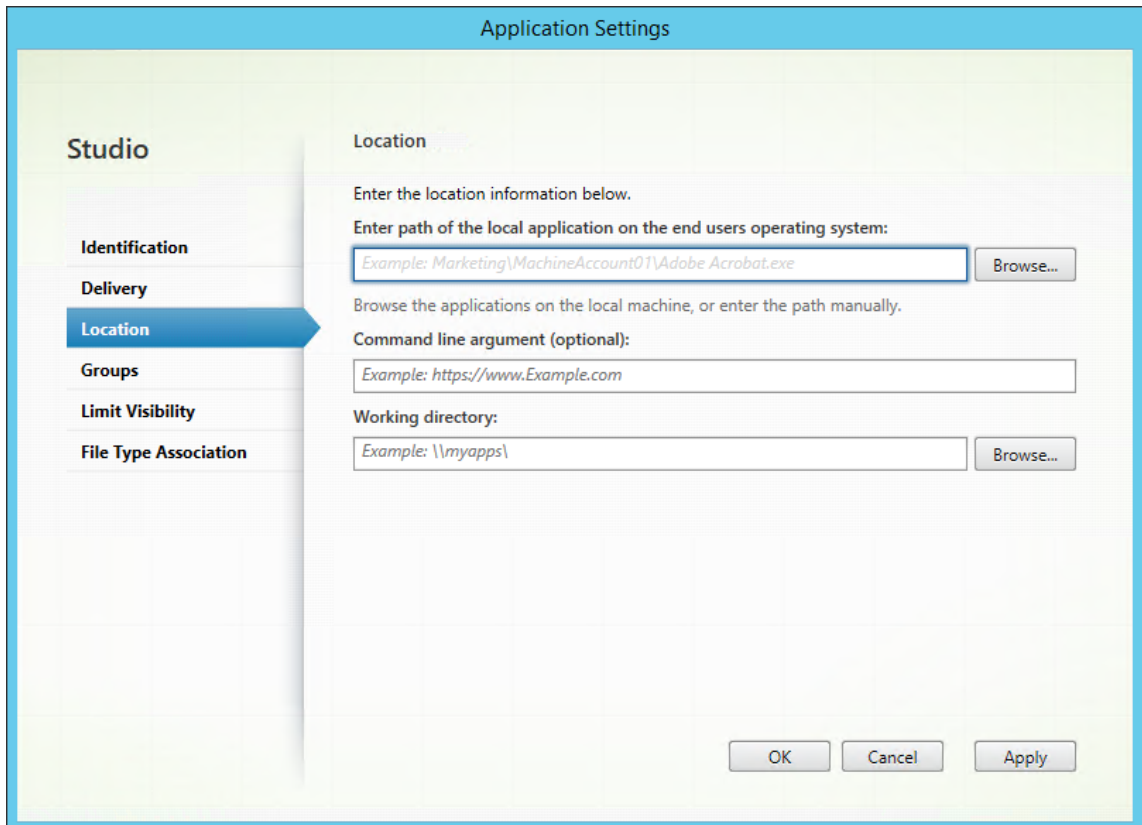 Application Settings
Studio
Identification
Delivery
Location
Groups
Limit Visibility
File Type Association
Location
Enter the location information below.
Enter path of the local application on the end users operating system:
Example: Marketing\MachineAccount01\Adobe Acrobat.exe
Browse...
Browse the applications on the local machine, or enter the path manually.
Command line argument (optional):
Example: https://www.Example.com
Working directory:
Example: \\myapps\
Browse...
OK
Cancel
Apply